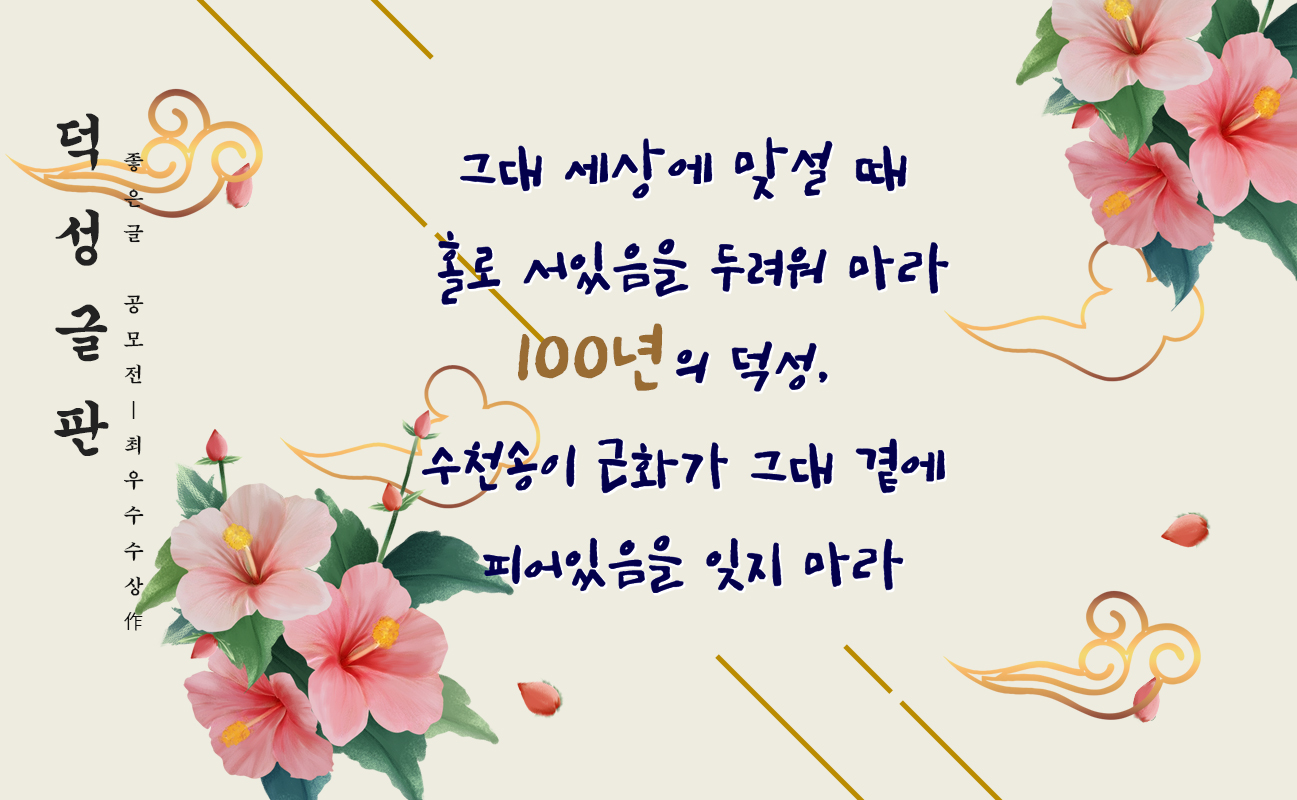 덕성글판
좋은글 공모전 | 최우수수상作
그대 세상에 맞설 때
홀로 서있음을 두려워 마라
100년의 덕성,
수천송이 근화가 그대 곁에
피어있음을 잊지 마라